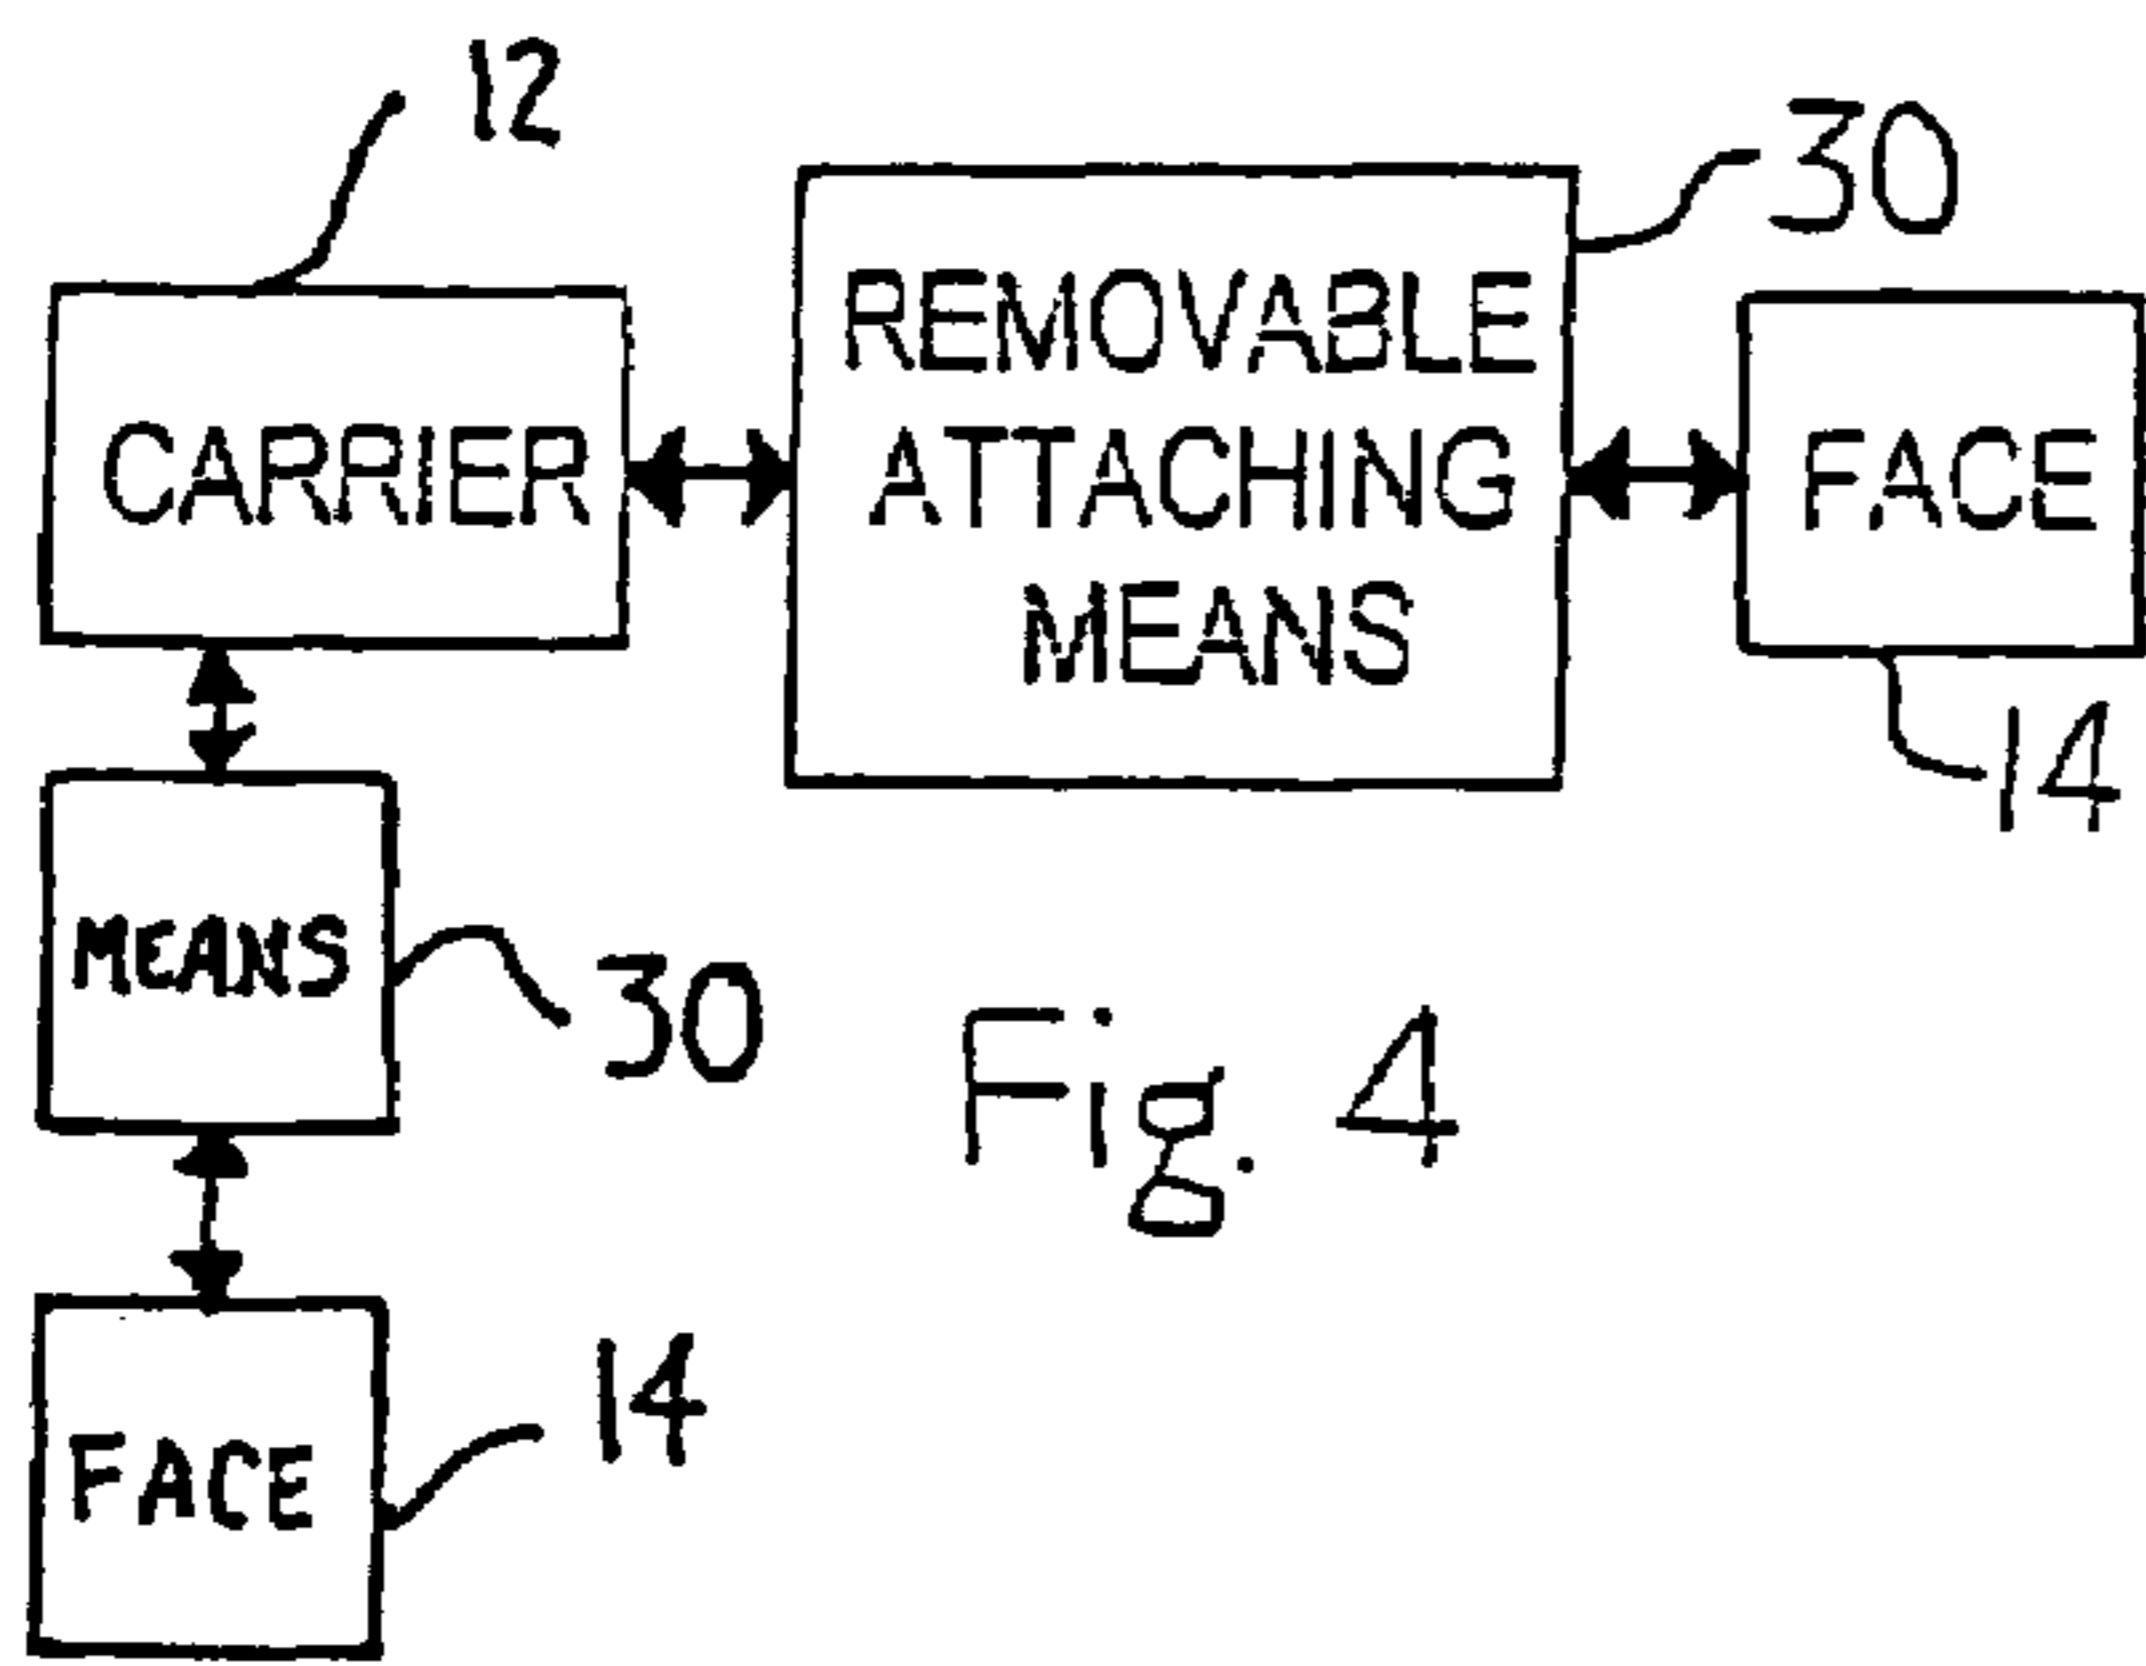 12
30
REMOVABLE
ATTACHING
MEANS
CARRIER
FACE
14
MEANS
30
Fig. 4
FACE
14